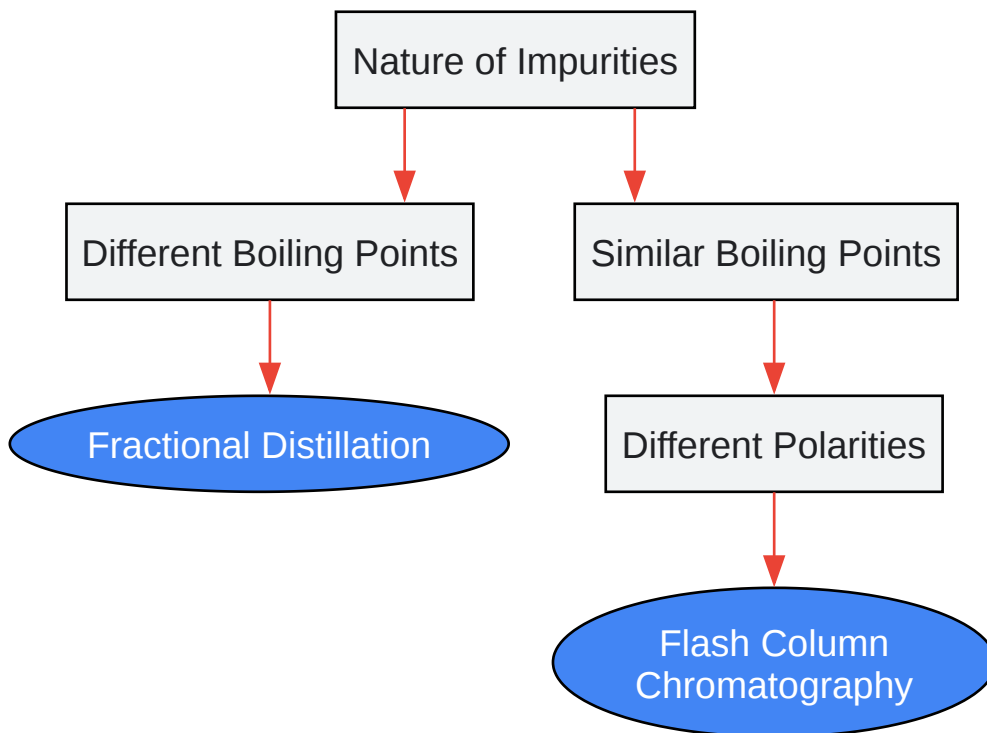 Nature of Impurities
Different Boiling Points
Similar Boiling Points
Fractional Distillation
Different Polarities
Flash Column
Chromatography